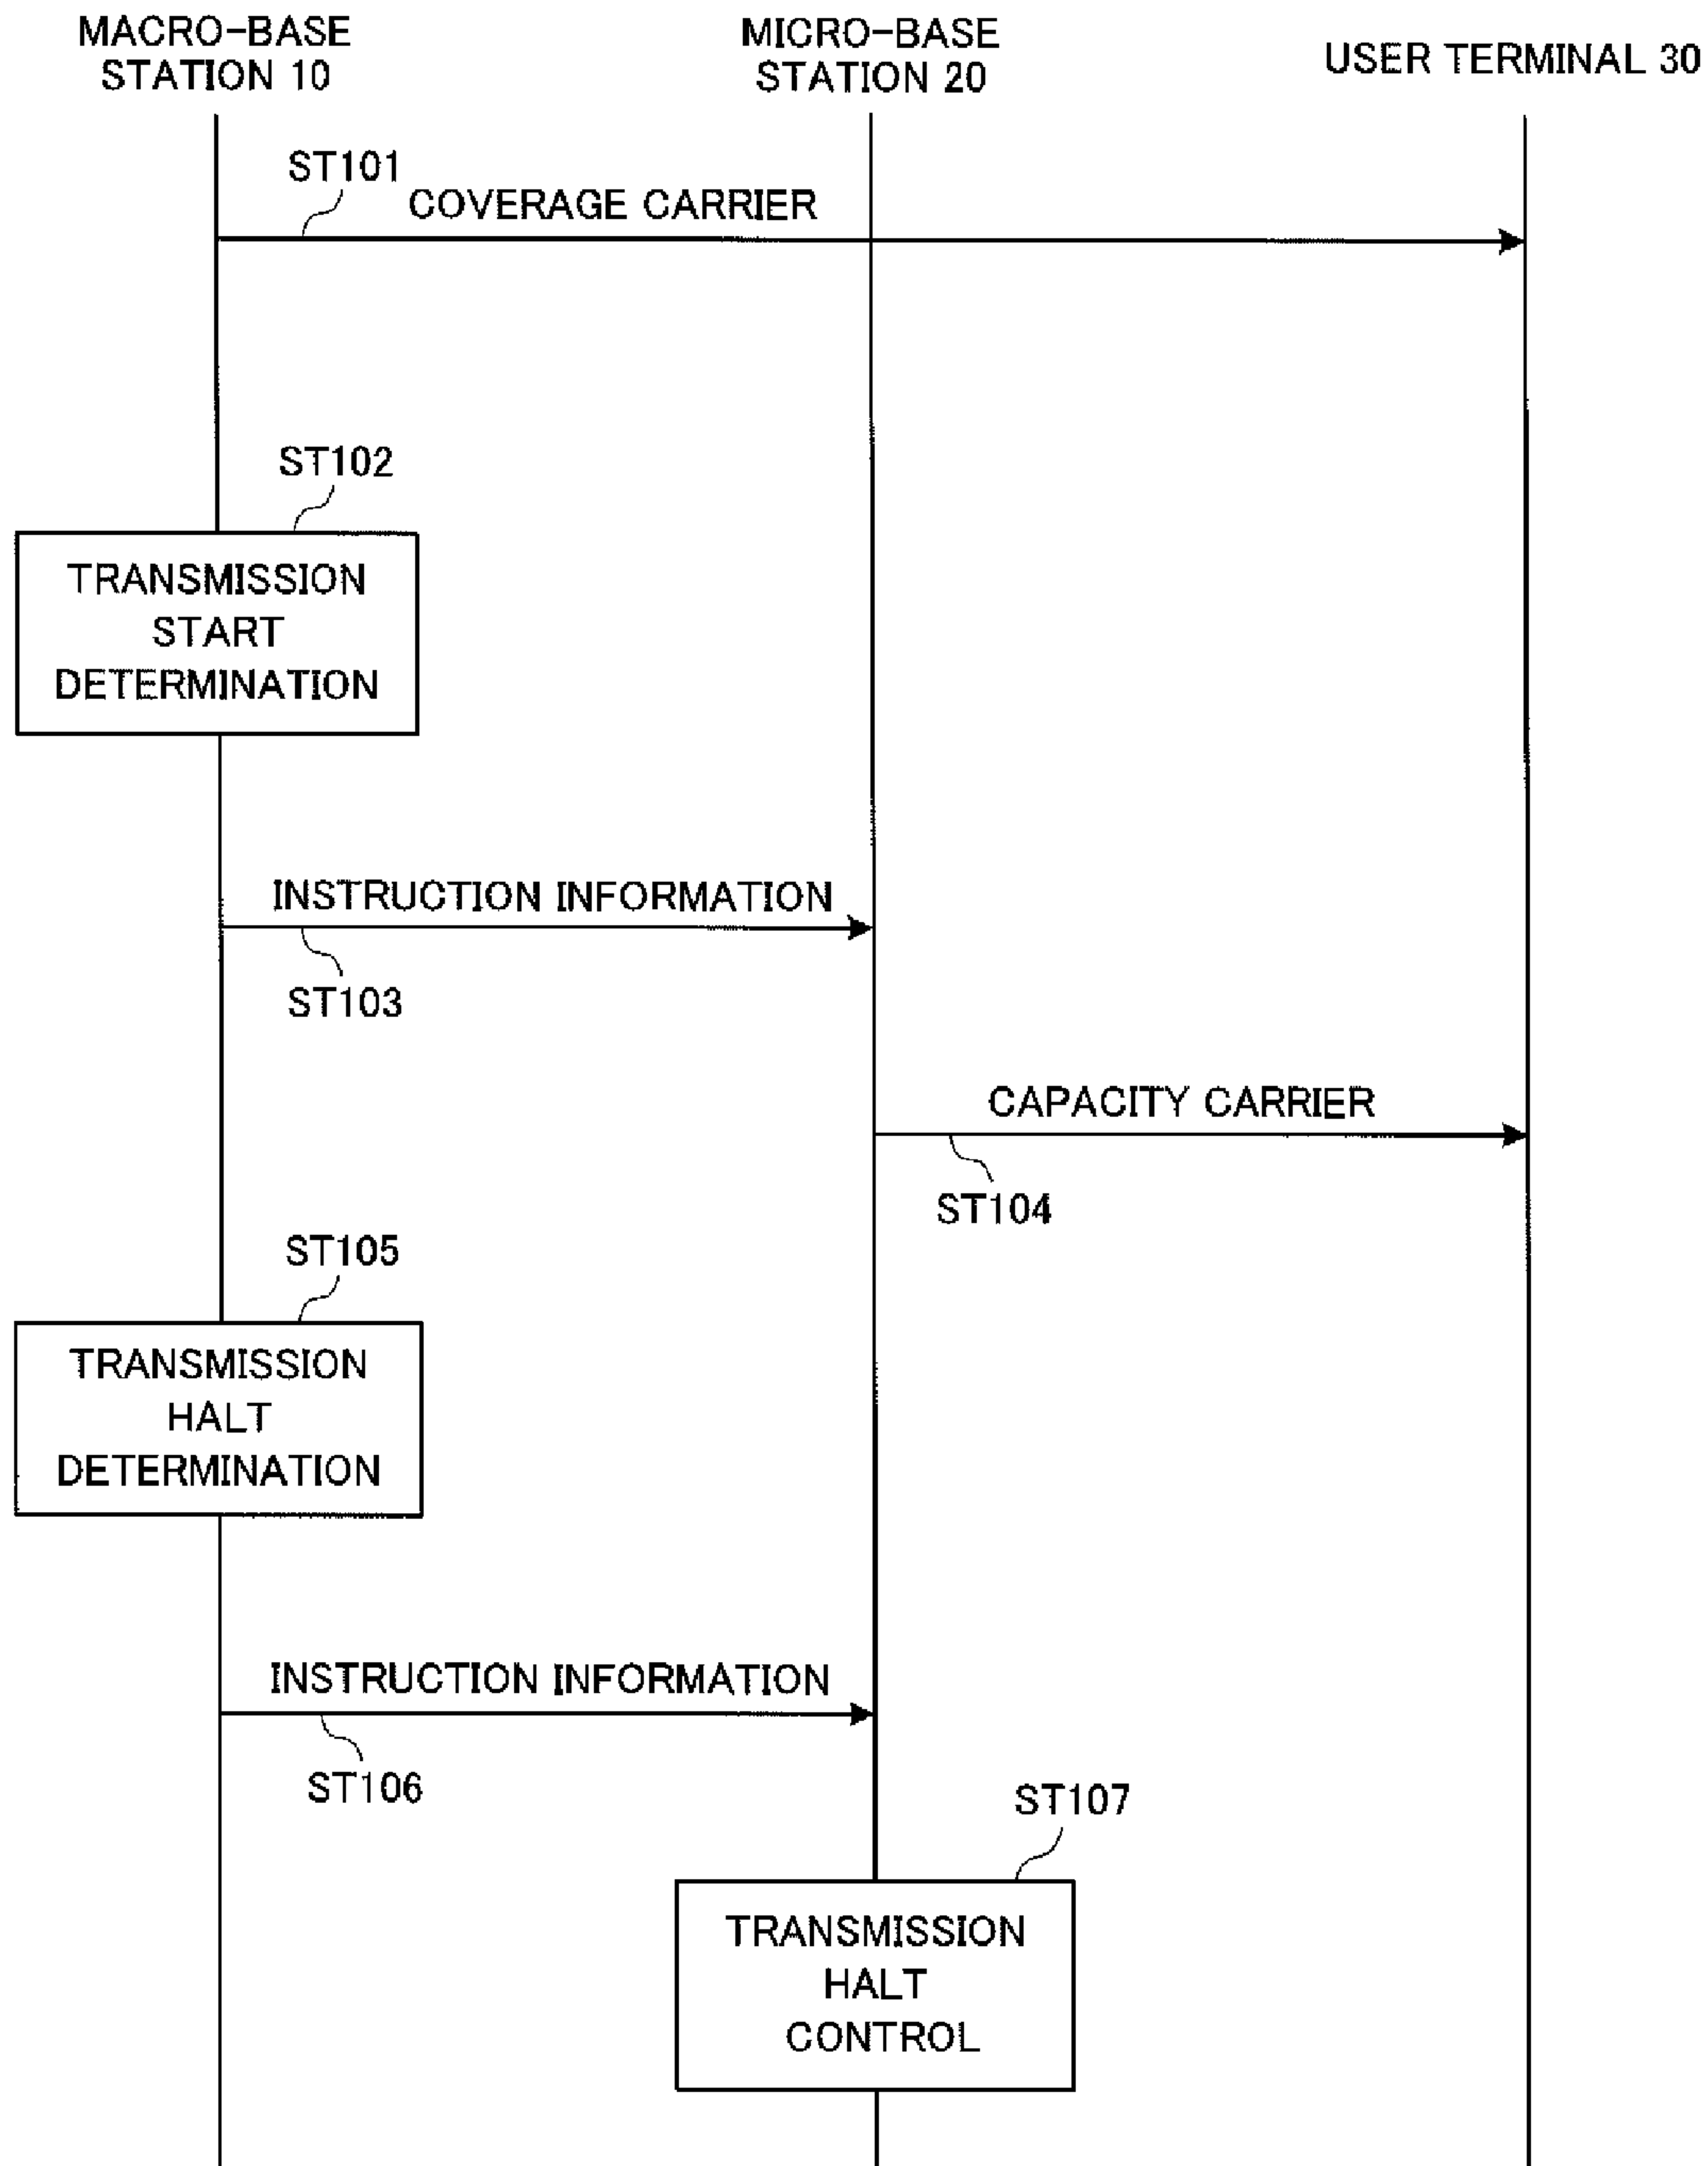 MACRO-BASE
STATION 10
MICRO-BASE
STATION 20
USER TERMINAL 30
ST101
COVERAGE CARRIER
ST102
TRANSMISSION
START
DETERMINATION
INSTRUCTION INFORMATION
ST103
CAPACITY CARRIER
ST104
ST105
TRANSMISSION
HALT
DETERMINATION
INSTRUCTION INFORMATION
ST106
ST107
TRANSMISSION
HALT
CONTROL